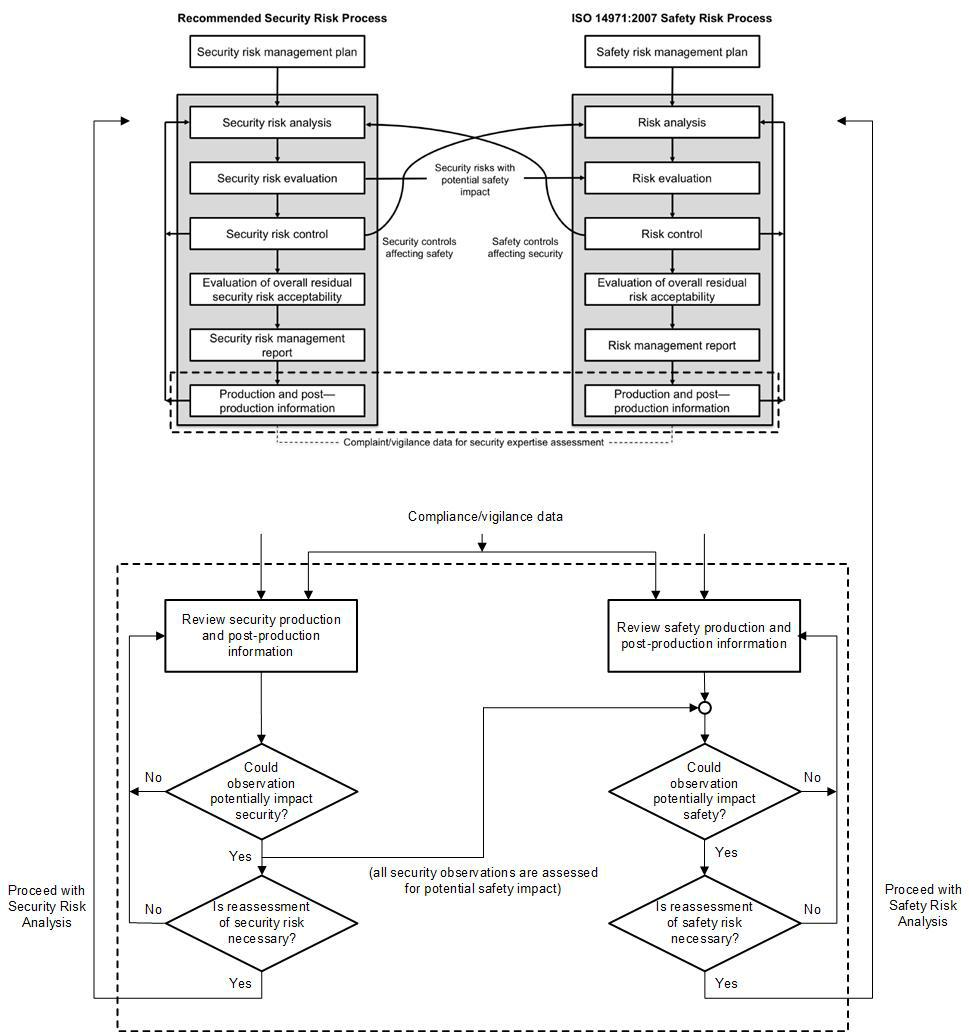 Recommended Security Risk Process
ISO 14971:2007 Safety Risk Process
Security risk management plan
Safety risk management plan
Security risk analysis
Risk analysis
Security risks with
potential safety
impact
Security risk evaluation
Risk evaluation
Security risk control
Risk control
Security controls
affecting safety
Safety controls
affecting security
Evaluation of overall residual
security risk acceptability
Evaluation of overall residual
risk acceptability
Security risk management
report
Risk management report
Production and post—
production information
Production and post—
production information
Complaint/vigilance data for security expertise assessment
Compliance/vigilance data
Review security production
and post-production
information
Review safety production and
post-production inforrmation
Could
observation
potentially impact
security?
No
Could
observation
potentially impact
safety?
No
Yes
Yes
(all security observations are assessed
for potential safety impact)
Proceed with
Security Risk
Analysis
No
Is reassessment
of security risk
necessary?
Is reassessment
of safety risk
necessary?
No
Proceed with
Safety Risk
Analysis
Yes
Yes